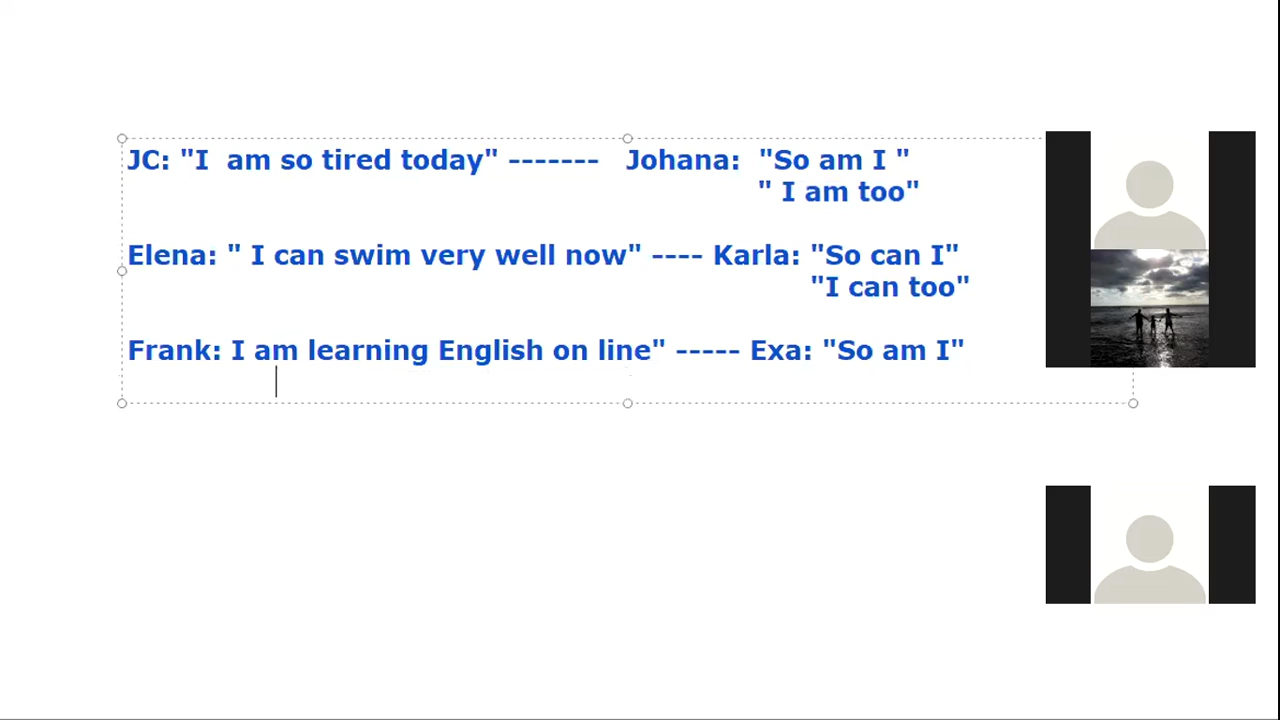 JC: "I  am so tired today" -------   Johana:  "So am I "
" I am too"
Elena: " I can swim very well now" ---- Karla: "So can I"
"I can too"
Frank: I am learning English on line" ----- Exa: "So am I"